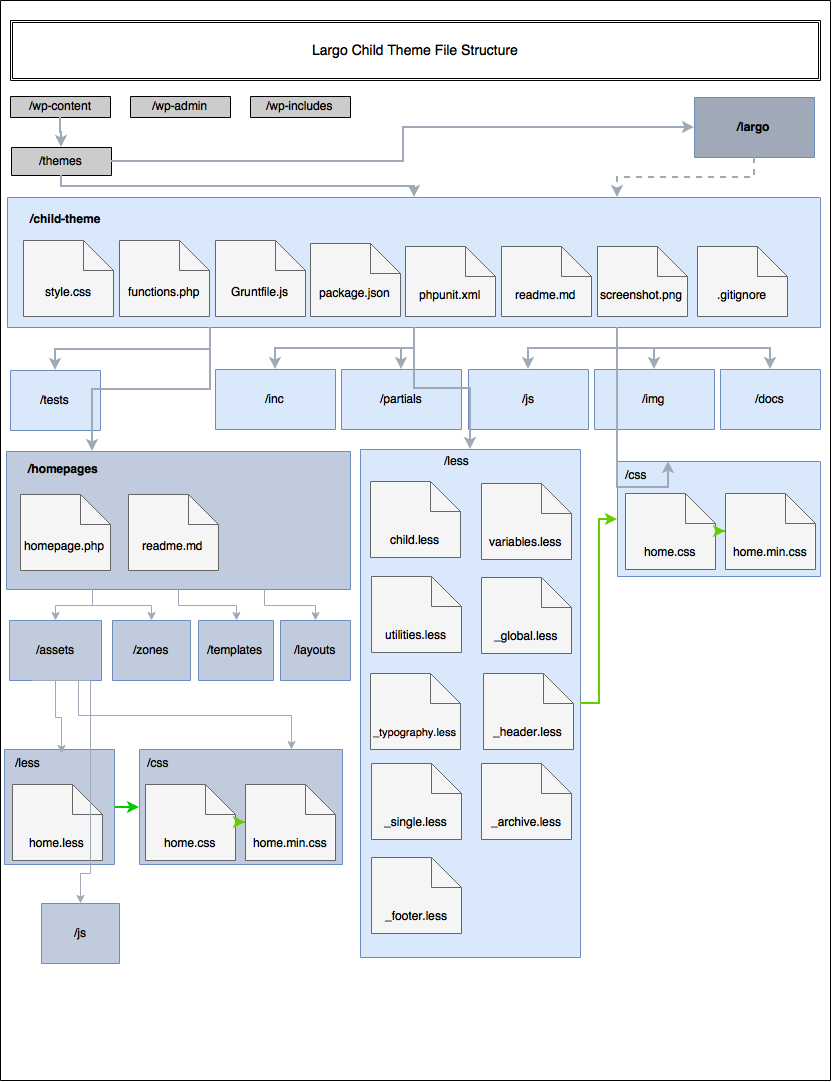 Largo Child Theme File Structure
/wp-content
/wp-admin
/wp-includes
/largo
/themes
/child-theme
style.css
functions.php
Gruntfile.js
package.json
phpunit.xml
readme.md
screenshot.png
.gitignore
/tests
/inc
/partials
/js
/img
/docs
/homepages
homepage.php
readme.md
/less
child.less
variables.less
utilities.less
_global.less
_typography.less
_header.less
_single.less
_archive.less
_footer.less
/css
home.css
home.min.css
/assets
/zones
/templates
/layouts
/less
home.less
/css
home.css
home.min.css
/js